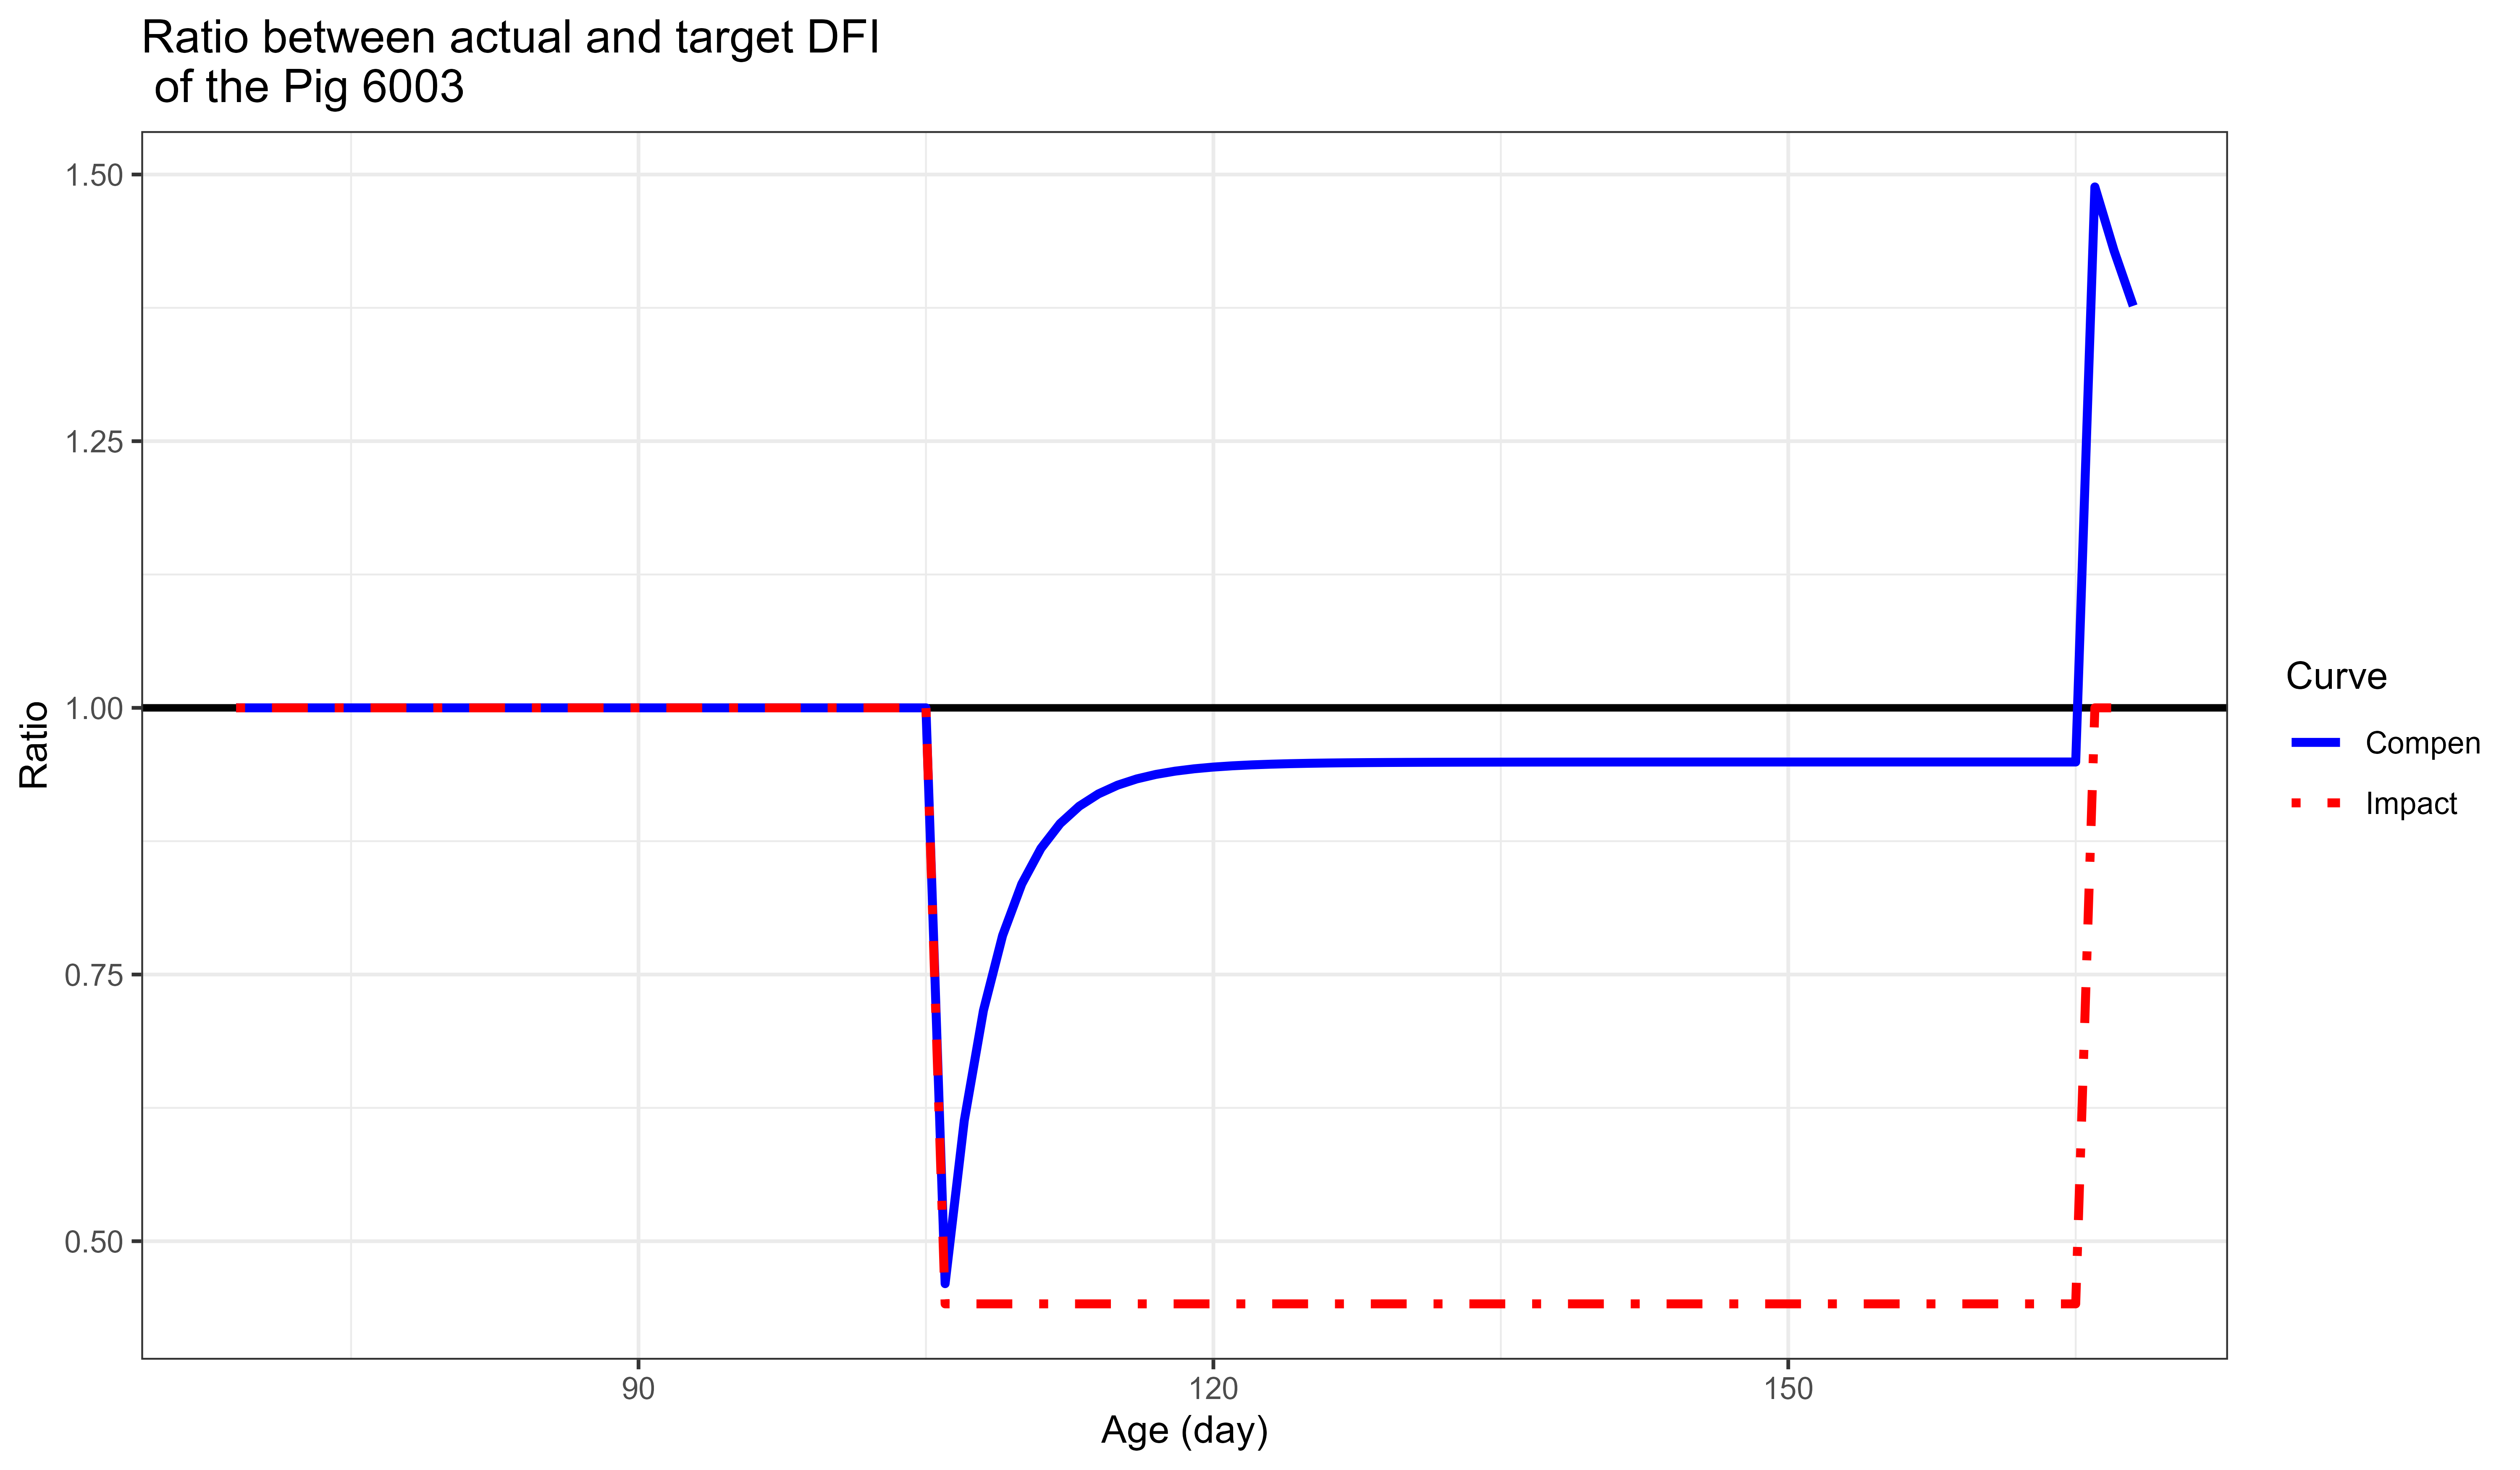 Ratio between actual and target DFI
of the Pig 6003
1.50
1.25
1.00
0.75
0.50
Ratio
90
120
150
Age (day)
Curve
Compen
Impact